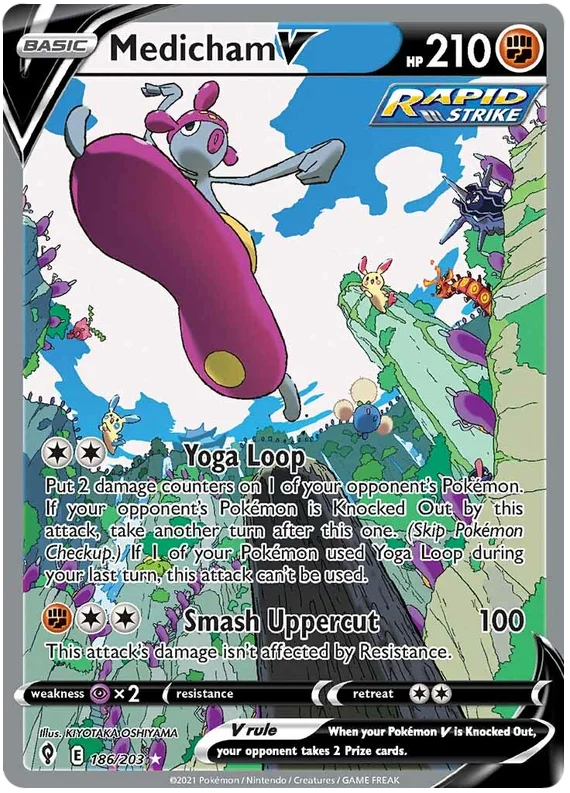 BASIC Medicham V HP 210
RAPID
STRIKE
Yoga Loop
Put 2 damage counters on 1 of your opponent's Pokémon.
If your opponent's Pokémon is Knocked Out by this
attack, take another turn after this one. (Skip Pokémon
Checkup.) If 1 of your Pokémon used Yoga Loop during
your last turn, this attack can't be used.
Smash Uppercut 100
This attack's damage isn't affected by Resistance.
weakness ×2 resistance retreat
Illus. KIYOTAKA OSHIYAMA
V rule When your Pokémon V is Knocked Out,
your opponent takes 2 Prize cards.
E 186/203 ★
©2021 Pokémon / Nintendo / Creatures / GAME FREAK